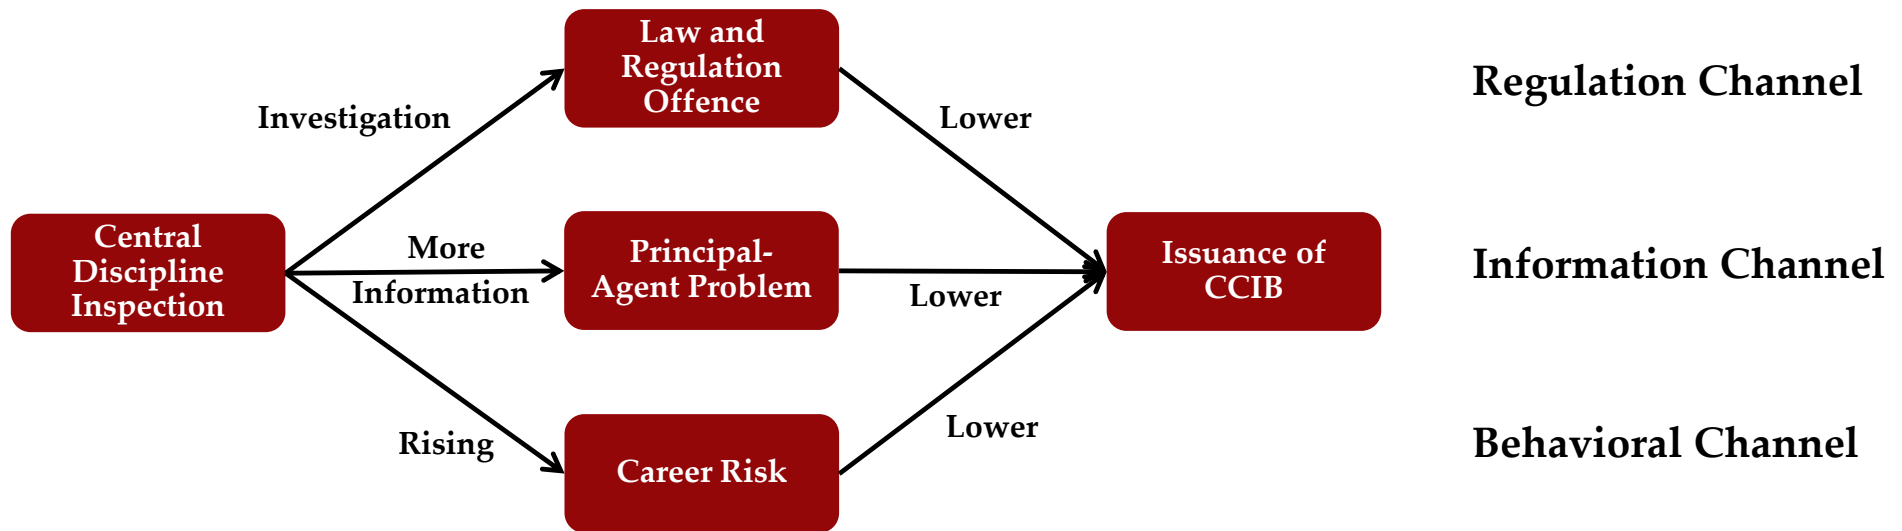 Law and
Regulation
Offence
Regulation Channel
Investigation
Lower
Central
Discipline
Inspection
More
Information
Principal-
Agent Problem
Lower
Issuance of
CCIB
Information Channel
Rising
Career Risk
Lower
Behavioral Channel